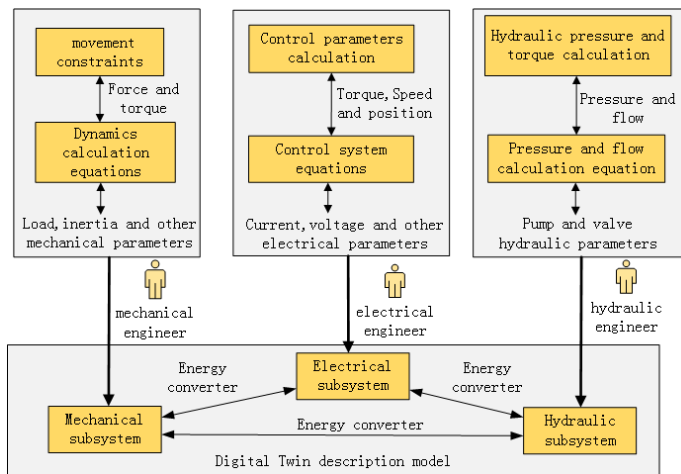 movement
constraints
Force and
torque
Dynamics
calculation
equations
Load, inertia and other
mechanical parameters
Control parameters
calculation
Torque, Speed
and position
Control system
equations
Current, voltage and other
electrical parameters
Hydraulic pressure and
torque calculation
Pressure and
flow
Pressure and flow
calculation equation
Pump and valve
hydraulic parameters
mechanical
engineer
electrical
engineer
hydraulic
engineer
Energy
converter
Electrical
subsystem
Energy
converter
Mechanical
subsystem
Energy converter
Hydraulic
subsystem
Digital Twin description model